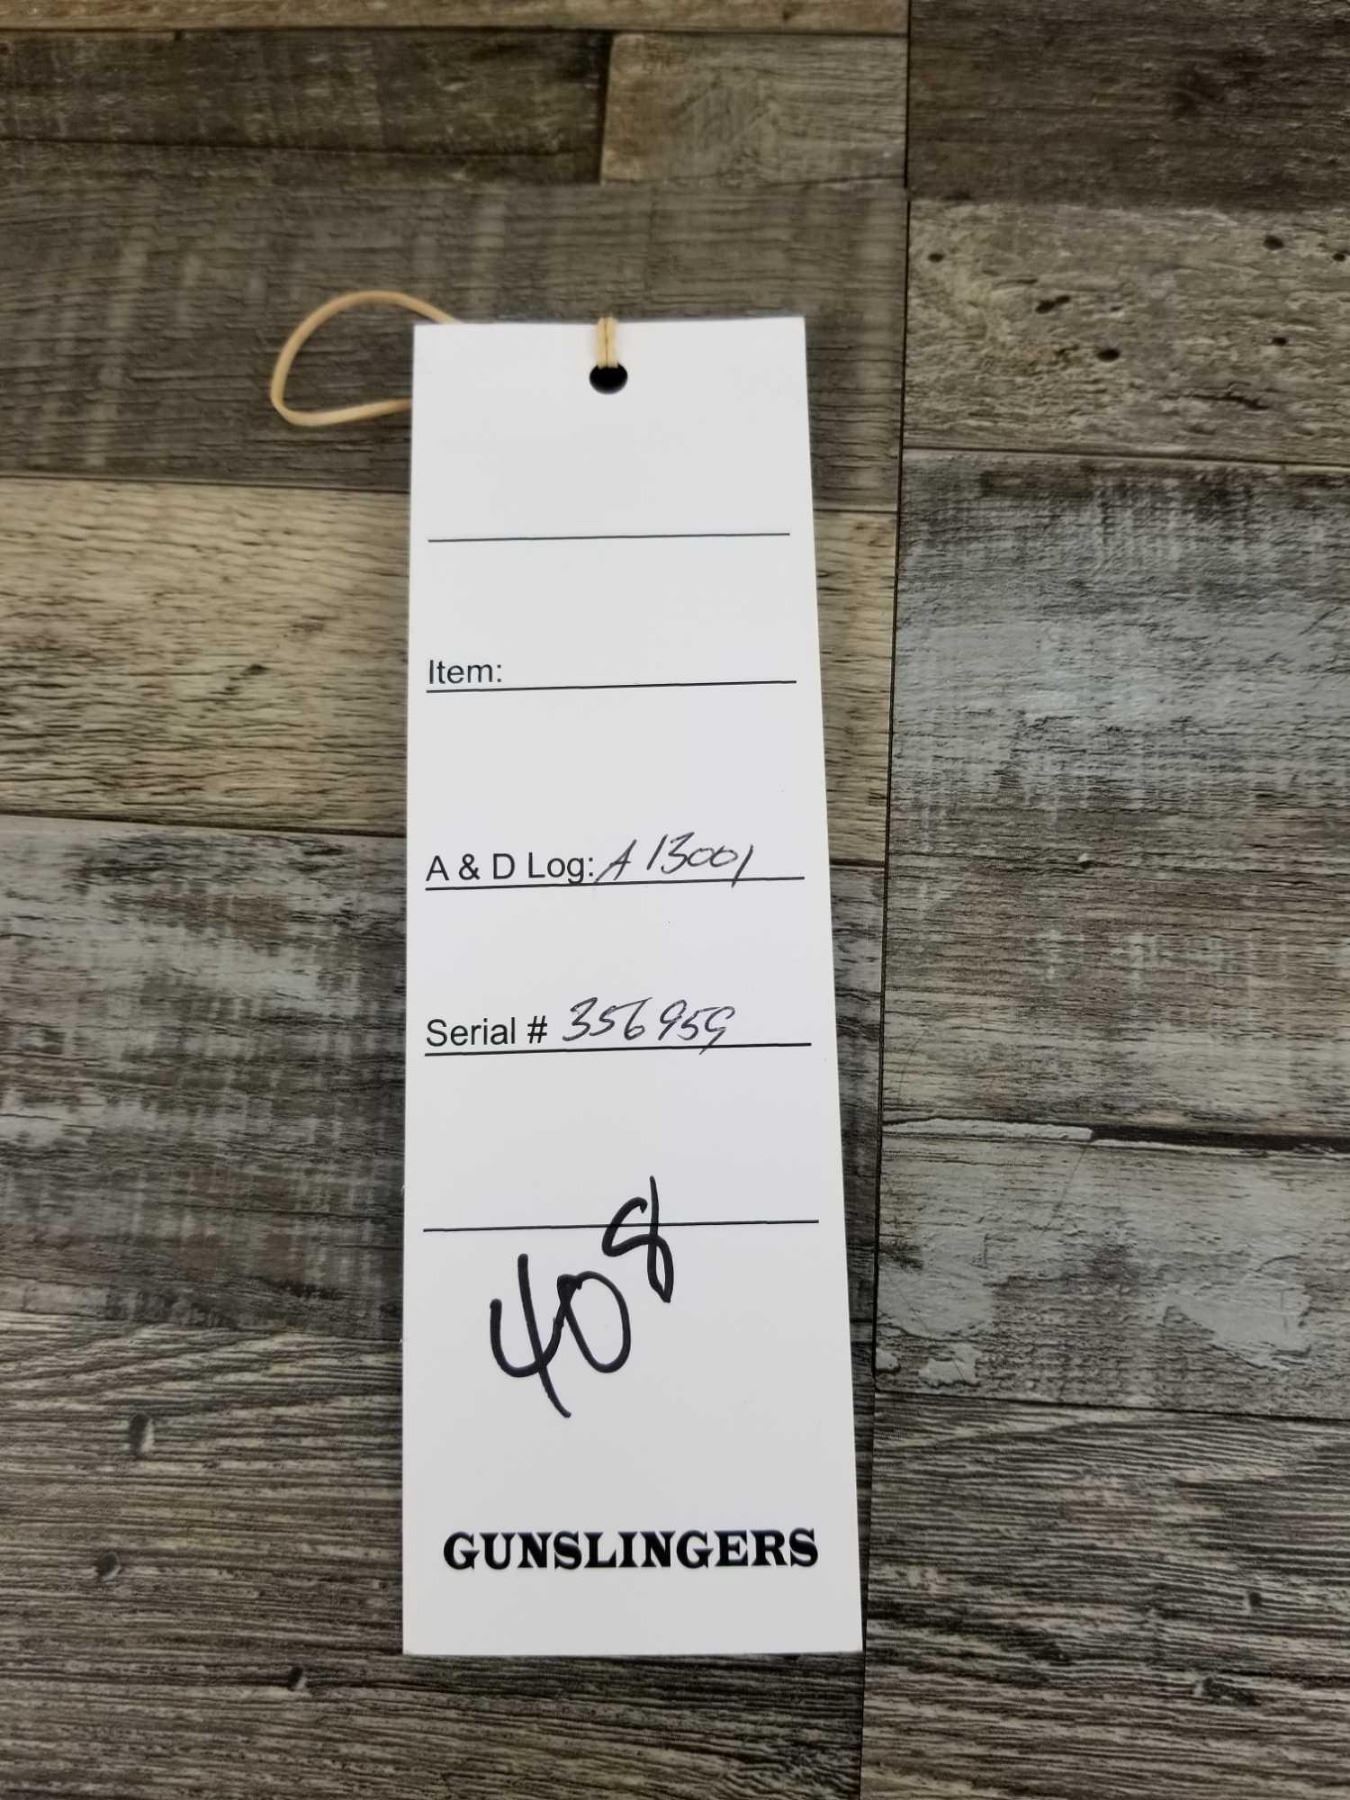 Item:
A & D Log: A 13001
Serial # 356959
408
GUNSLINGERS